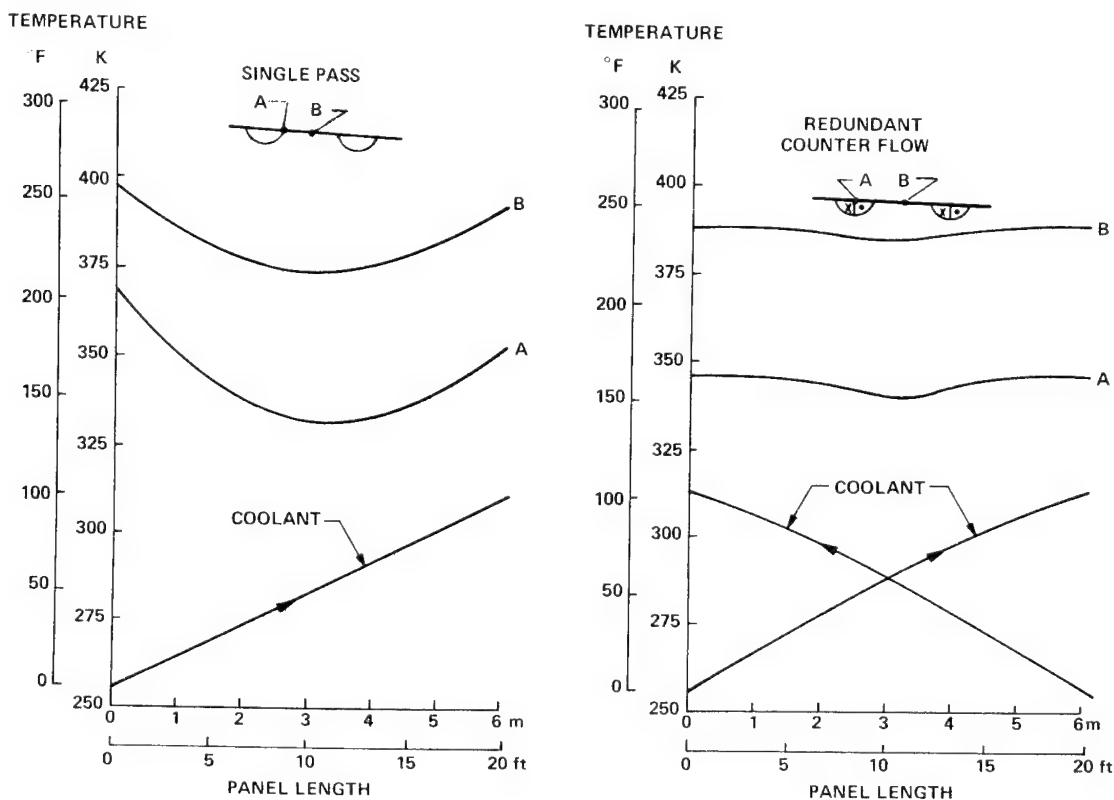 TEMPERATURE
°F K
SINGLE PASS
A B
425
300
400
250
B
375
200
350
A
150
325
100
COOLANT
300
50
275
0
250
0 1 2 3 4 5 6 m
0 5 10 15 20 ft
PANEL LENGTH
TEMPERATURE
°F K
425
300
REDUNDANT
COUNTER FLOW
A B
X X
400
250
B
375
200
350
A
150
325
COOLANT
100
300
50
275
0
250
0 1 2 3 4 5 6 m
0 5 10 15 20 ft
PANEL LENGTH